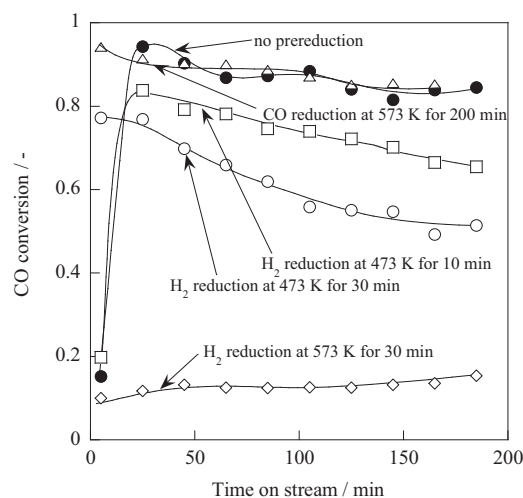 1
no prereduction
0.8
CO reduction at 573 K for 200 min
0.6
CO conversion / -
H₂ reduction at 473 K for 10 min
0.4
H₂ reduction at 473 K for 30 min
0.2
H₂ reduction at 573 K for 30 min
0
0 50 100 150 200
Time on stream / min